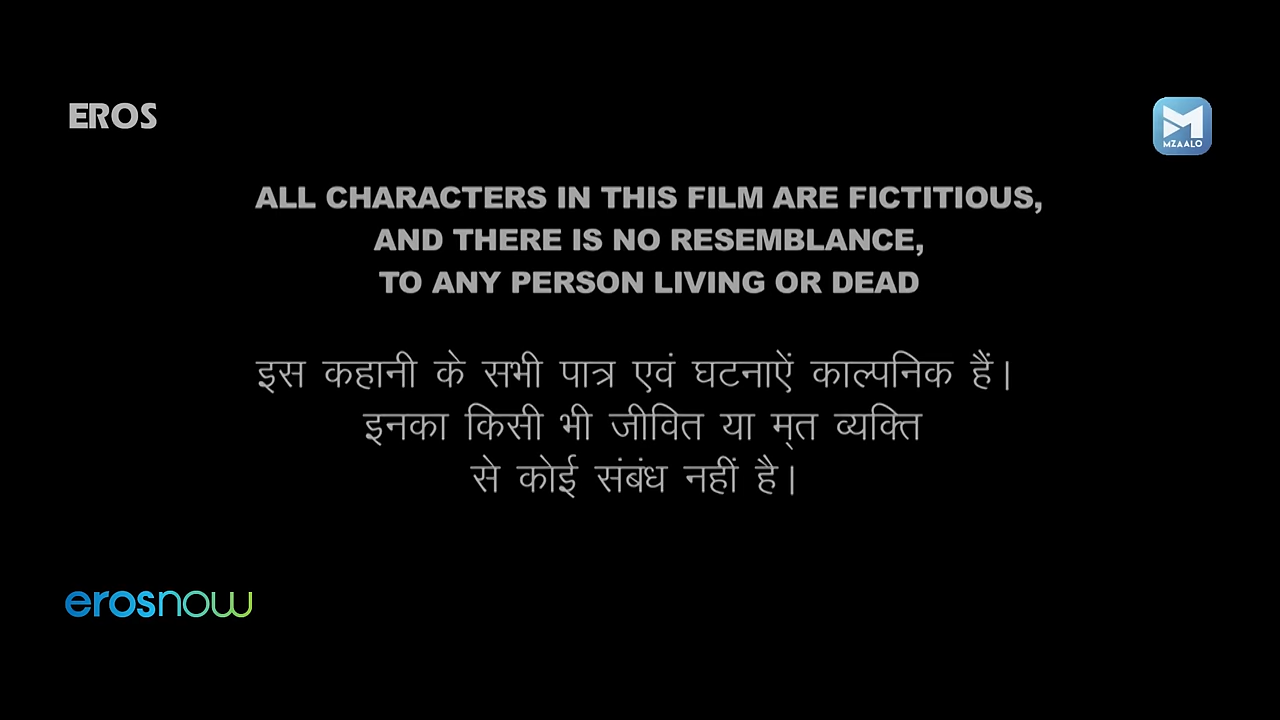 EROS
MZAALO
ALL CHARACTERS IN THIS FILM ARE FICTITIOUS,
AND THERE IS NO RESEMBLANCE,
TO ANY PERSON LIVING OR DEAD
इस कहानी के सभी पात्र एवं घटनाऐं काल्पनिक हैं।
इनका किसी भी जीवित या म्त व्यक्ति
से कोई संबंध नहीं है।
erosnow